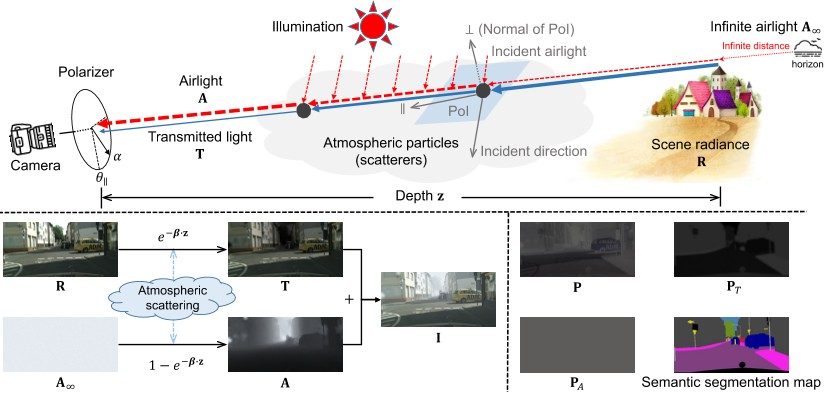 Illumination
⊥ (Normal of PoI)
Incident airlight
Infinite airlight A∞
Infinite distance
horizon
Polarizer
Airlight
A
∥
PoI
Transmitted light
T
Camera
α
θ∥
Atmospheric particles
(scatterers)
Incident direction
Scene radiance
R
Depth z
e^{-β·z}
R
T
Atmospheric
scattering
+
I
1 − e^{-β·z}
A∞
A
P
P_T
P_A
Semantic segmentation map